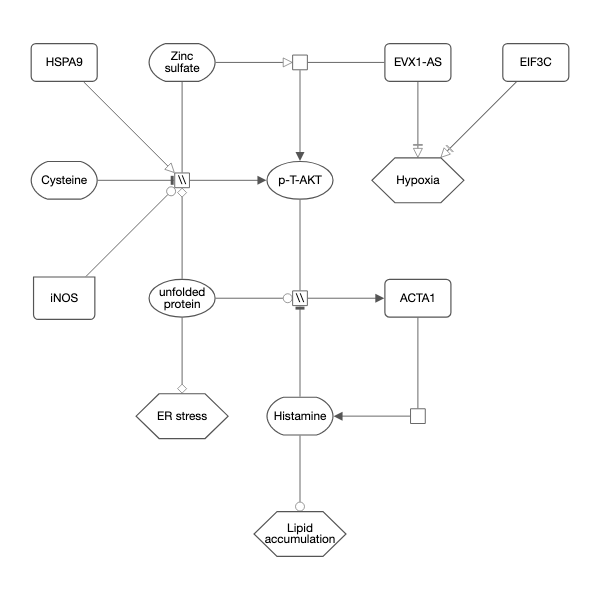 HSPA9
Zinc
sulfate
EVX1-AS
EIF3C
Cysteine
\\
p-T-AKT
Hypoxia
iNOS
unfolded
protein
\\
ACTA1
ER stress
Histamine
Lipid
accumulation